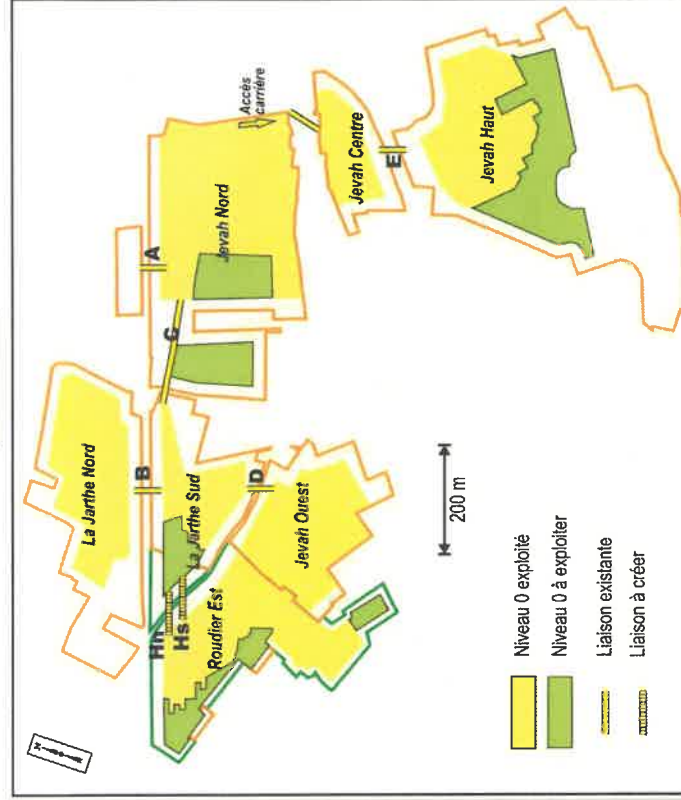 N
La Jarthe Nord
B
A
Accès
carrière
Jevah Nord
C
Jevah Centre
E
Jevah Haut
La Jarthe Sud
D
Jevah Ouest
Hn
Hs
Roudier Est
200 m
Niveau 0 exploité
Niveau 0 à exploiter
Liaison existante
Liaison à créer